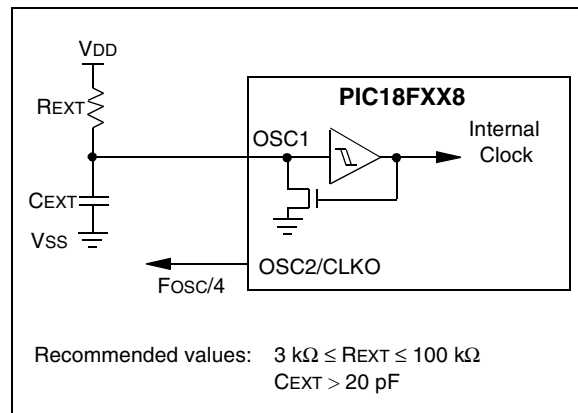 VDD
REXT
PIC18FXX8
OSC1
Internal
Clock
CEXT
VSS
OSC2/CLKO
FOSC/4
Recommended values: 3 kΩ ≤ REXT ≤ 100 kΩ
CEXT > 20 pF